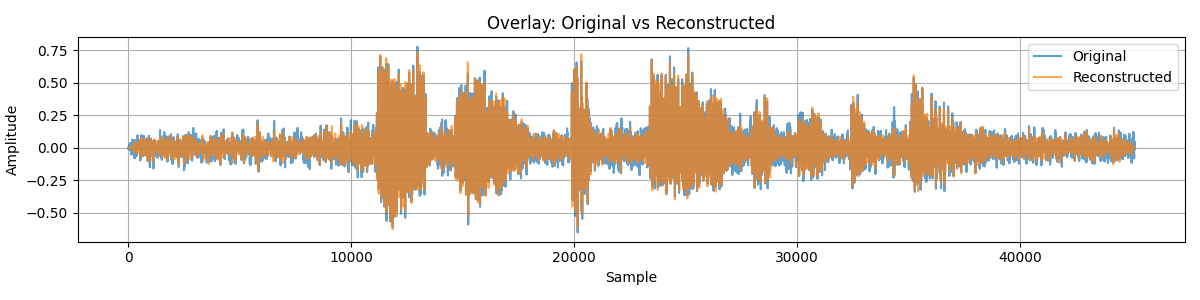 Overlay: Original vs Reconstructed
Original
Reconstructed
Amplitude
0.75
0.50
0.25
0.00
−0.25
−0.50
0 10000 20000 30000 40000
Sample